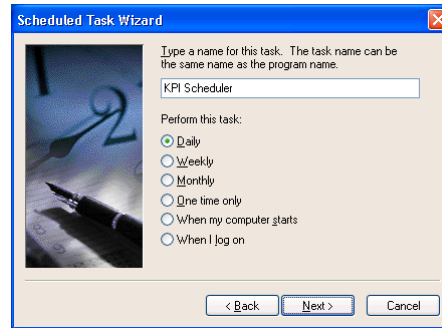 Scheduled Task Wizard
Type a name for this task. The task name can be
the same name as the program name.
KPI Scheduler
Perform this task:
Daily
Weekly
Monthly
One time only
When my computer starts
When I log on
< Back
Next >
Cancel